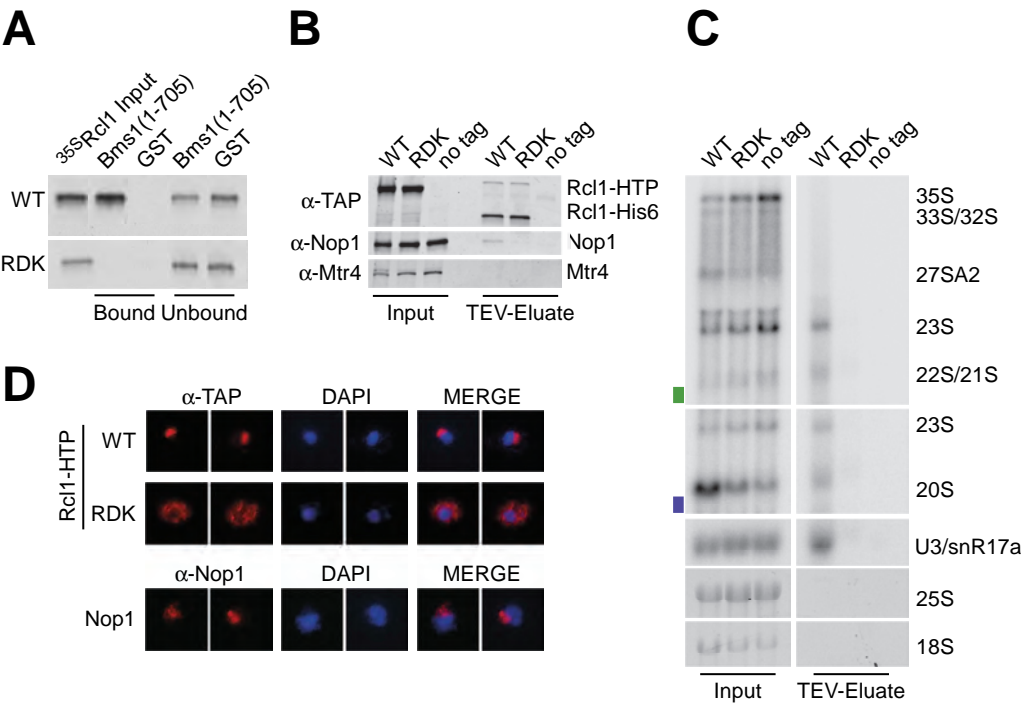 A
³⁵SRcl1 Input
Bms1(1-705)
GST
Bms1(1-705)
GST
WT
RDK
Bound Unbound
B
WT
RDK
no tag
WT
RDK
no tag
α-TAP
Rcl1-HTP
Rcl1-His6
α-Nop1
Nop1
α-Mtr4
Mtr4
Input
TEV-Eluate
C
WT
RDK
no tag
WT
RDK
no tag
35S
33S/32S
27SA2
23S
22S/21S
23S
20S
U3/snR17a
25S
18S
Input
TEV-Eluate
D
α-TAP
DAPI
MERGE
Rcl1-HTP
WT
RDK
α-Nop1
DAPI
MERGE
Nop1